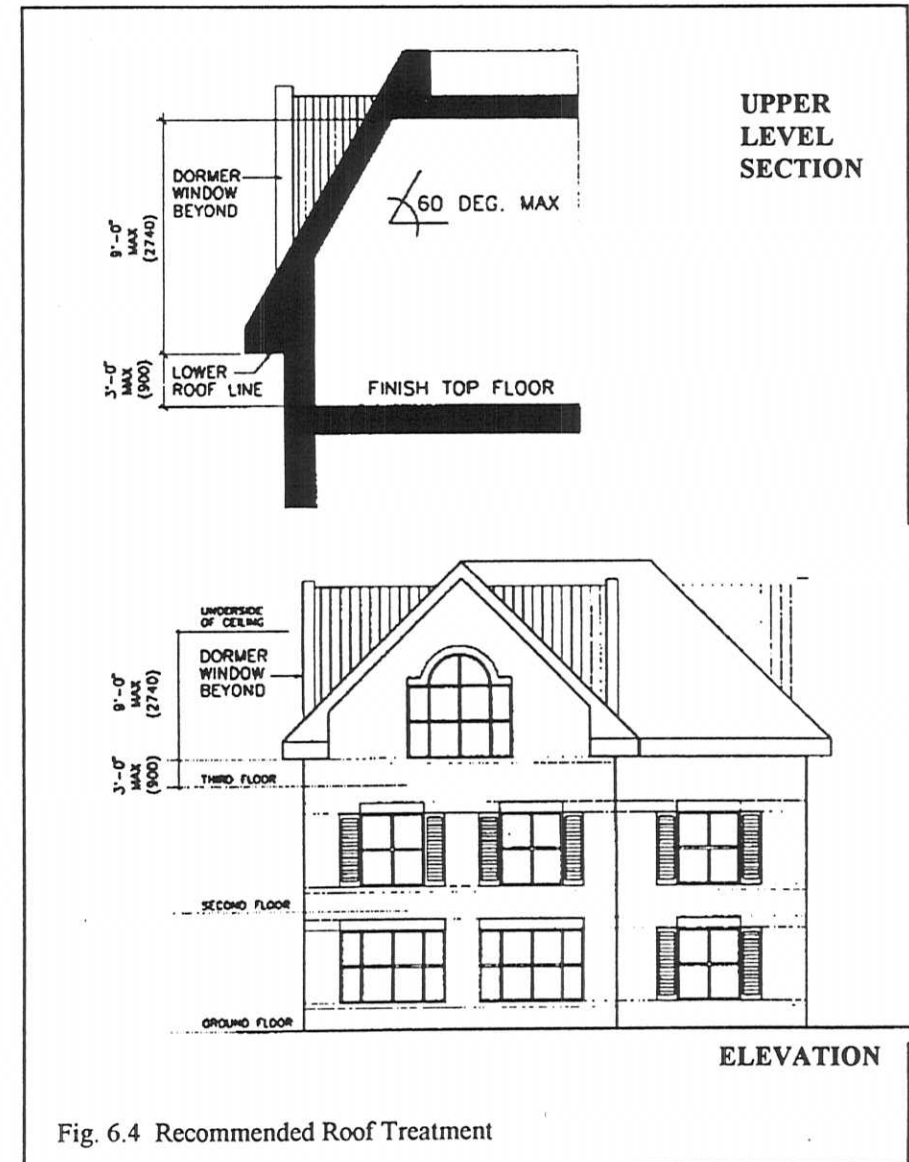 UPPER
LEVEL
SECTION
DORMER
WINDOW
BEYOND
60 DEG. MAX
9'-0"
MAX
(2740)
3'-0"
MAX
(900)
LOWER
ROOF LINE
FINISH TOP FLOOR
UNDERSIDE
OF CEILING
DORMER
WINDOW
BEYOND
9'-0"
MAX
(2740)
3'-0"
MAX
(900)
THIRD FLOOR
SECOND FLOOR
GROUND FLOOR
ELEVATION
Fig. 6.4 Recommended Roof Treatment